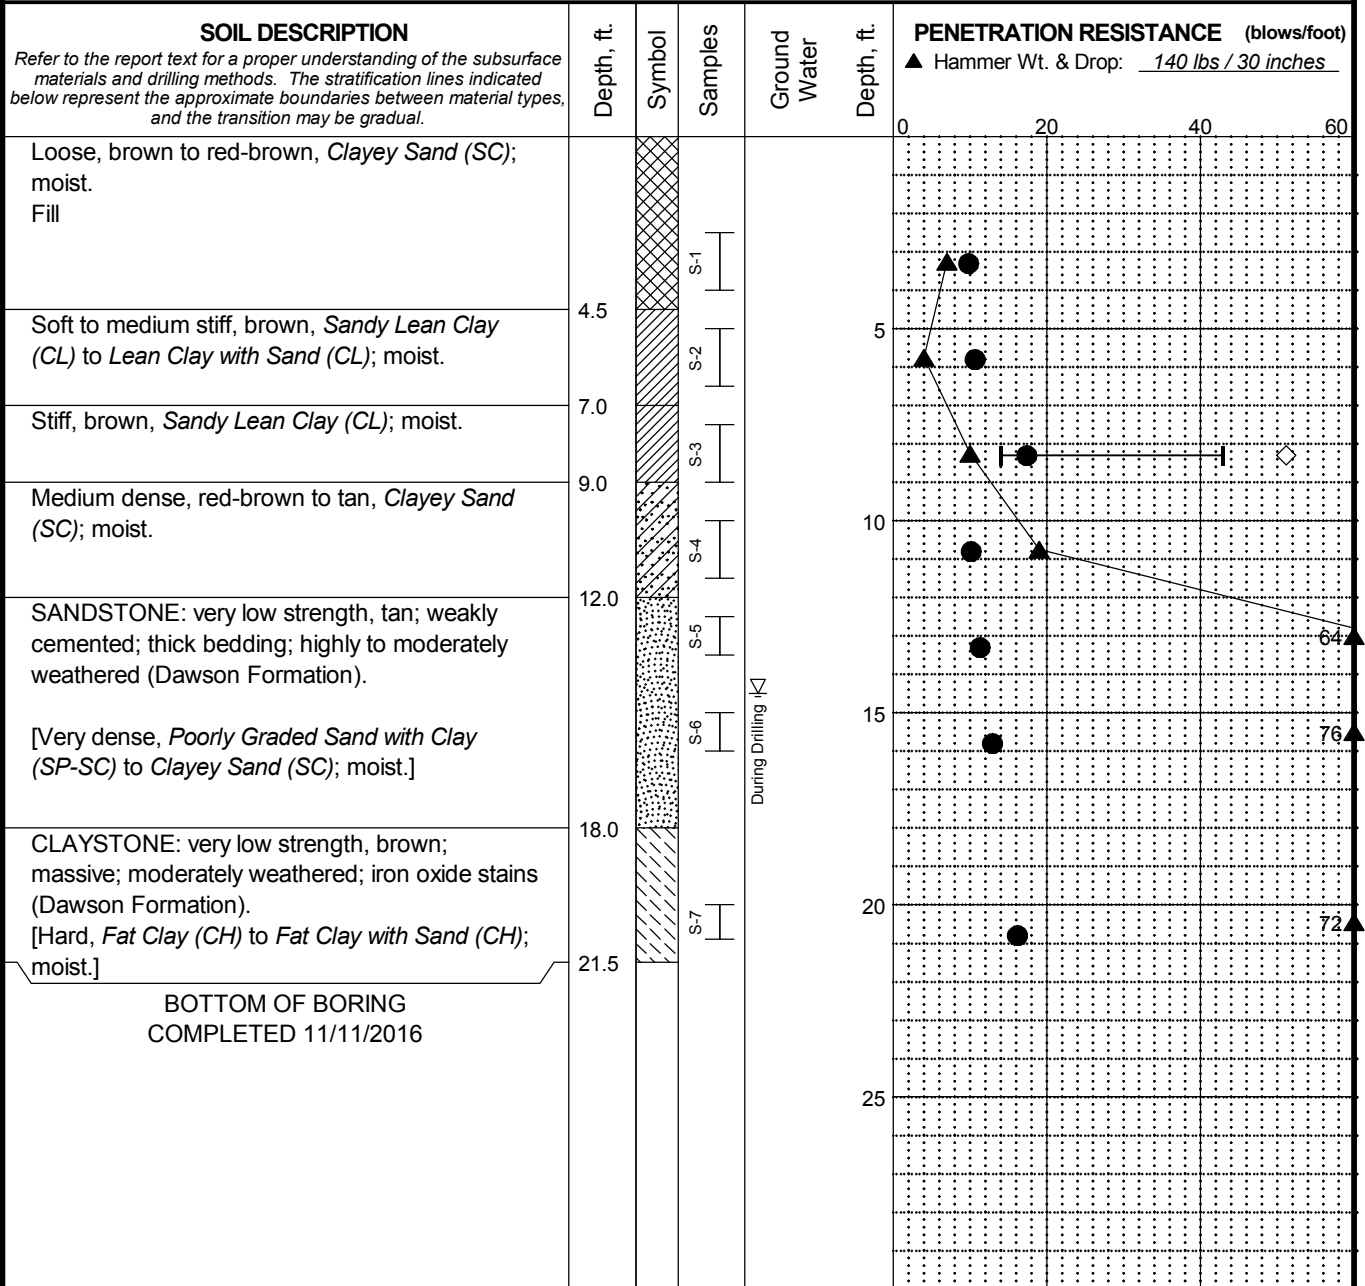 SOIL DESCRIPTION
Refer to the report text for a proper understanding of the subsurface
materials and drilling methods. The stratification lines indicated
below represent the approximate boundaries between material types,
and the transition may be gradual.
Depth, ft.
Symbol
Samples
Ground
Water
Depth, ft.
PENETRATION RESISTANCE (blows/foot)
▲ Hammer Wt. & Drop: 140 lbs / 30 inches
0 20 40 60
Loose, brown to red-brown, Clayey Sand (SC);
moist.
Fill
S-1
4.5
Soft to medium stiff, brown, Sandy Lean Clay
(CL) to Lean Clay with Sand (CL); moist.
S-2
5
7.0
Stiff, brown, Sandy Lean Clay (CL); moist.
S-3
9.0
Medium dense, red-brown to tan, Clayey Sand
(SC); moist.
S-4
10
12.0
SANDSTONE: very low strength, tan; weakly
cemented; thick bedding; highly to moderately
weathered (Dawson Formation).
S-5
64
[Very dense, Poorly Graded Sand with Clay
(SP-SC) to Clayey Sand (SC); moist.]
S-6
During Drilling
15
76
18.0
CLAYSTONE: very low strength, brown;
massive; moderately weathered; iron oxide stains
(Dawson Formation).
[Hard, Fat Clay (CH) to Fat Clay with Sand (CH);
moist.]
S-7
20
72
21.5
BOTTOM OF BORING
COMPLETED 11/11/2016
25